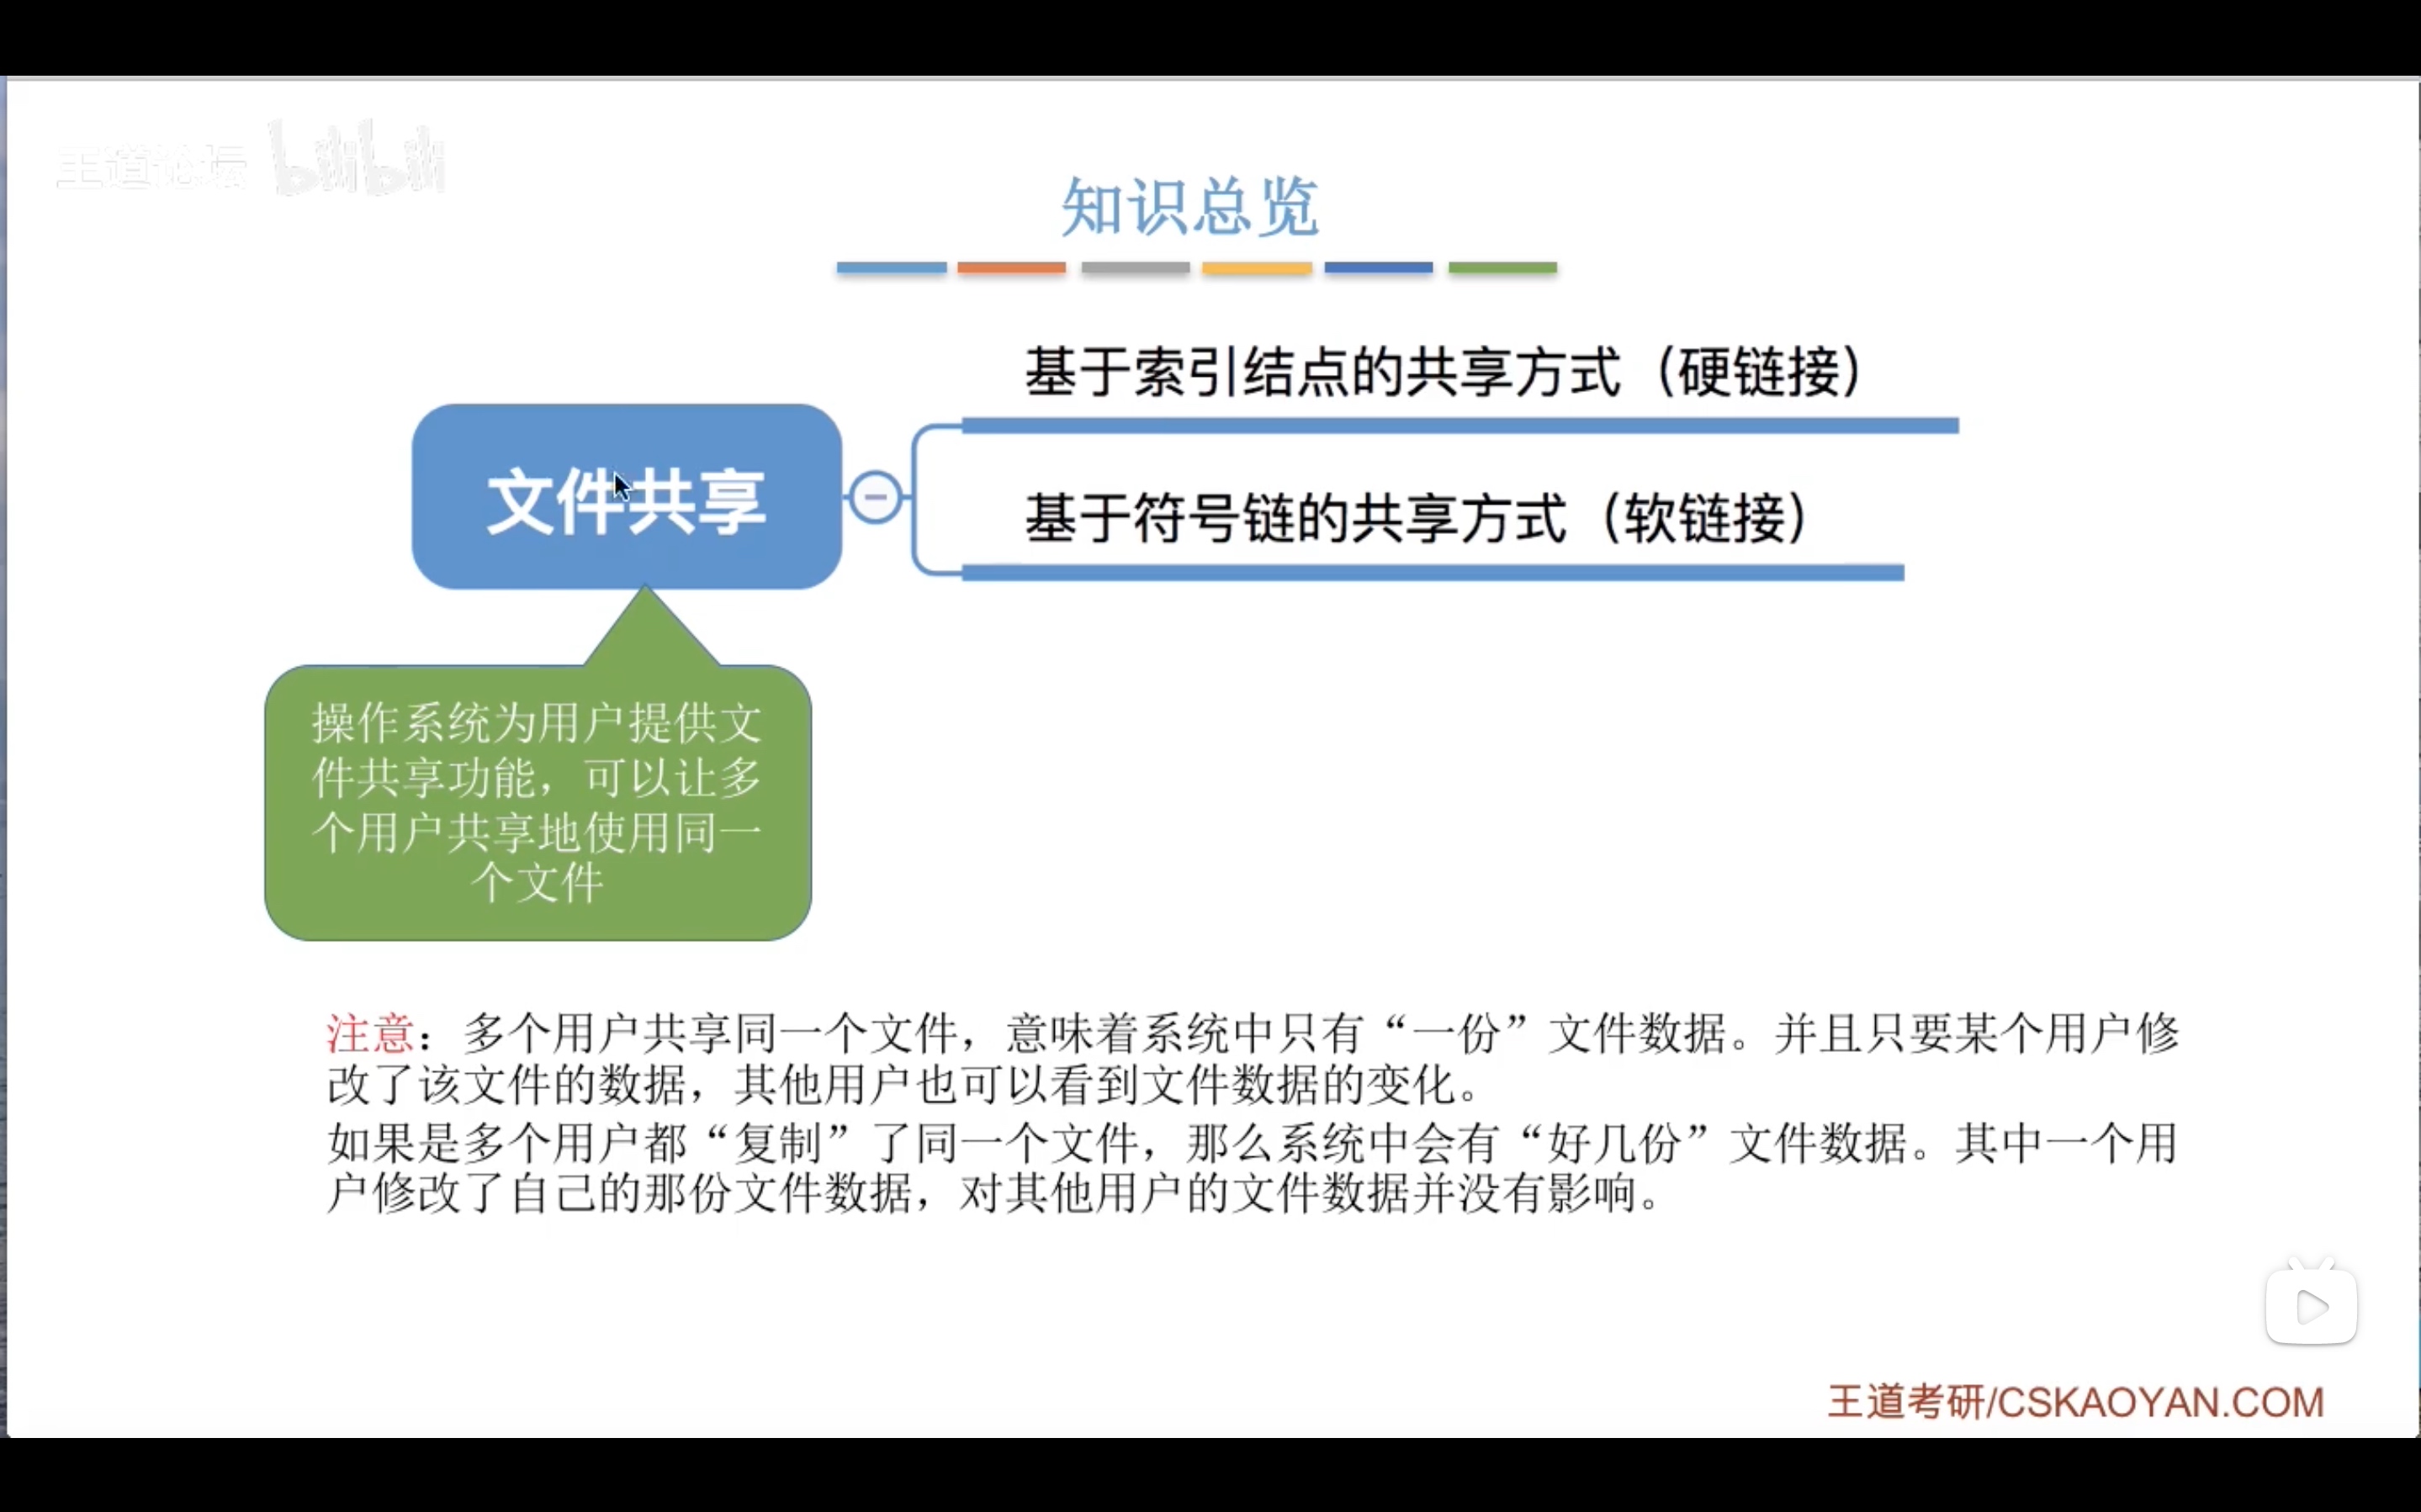 王道论坛 bilibili
知识总览
基于索引结点的共享方式（硬链接）
文件共享
基于符号链的共享方式（软链接）
操作系统为用户提供文
件共享功能，可以让多
个用户共享地使用同一
个文件
注意：多个用户共享同一个文件，意味着系统中只有“一份”文件数据。并且只要某个用户修
改了该文件的数据，其他用户也可以看到文件数据的变化。
如果是多个用户都“复制”了同一个文件，那么系统中会有“好几份”文件数据。其中一个用
户修改了自己的那份文件数据，对其他用户的文件数据并没有影响。
王道考研/CSKAOYAN.COM